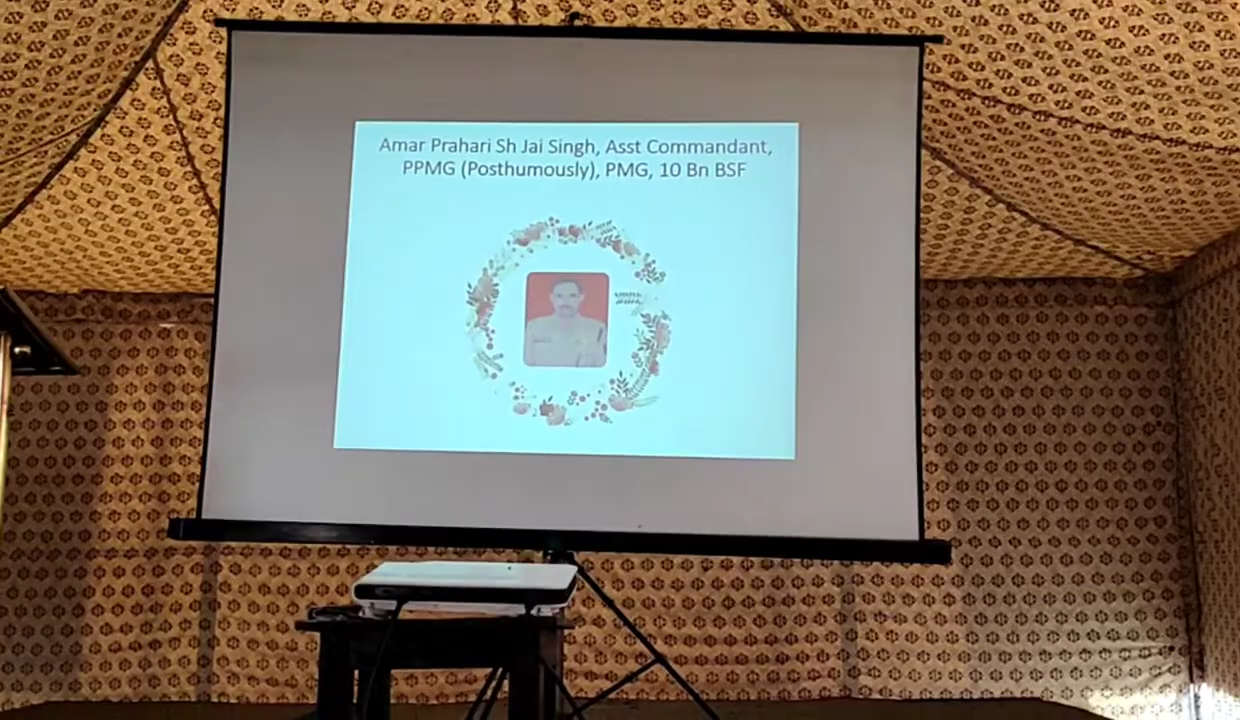 Amar Prahari Sh Jai Singh, Asst Commandant,
PPMG (Posthumously), PMG, 10 Bn BSF